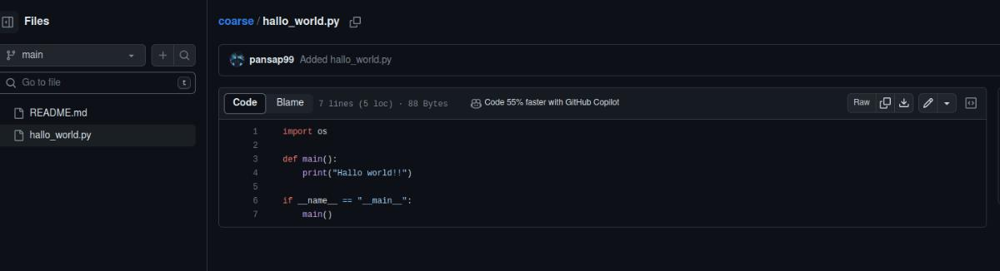 Files
coarse / hallo_world.py
main
pansap99 Added hallo_world.py
Go to file t
Code Blame 7 lines (5 loc) · 88 Bytes Code 55% faster with GitHub Copilot Raw
README.md
hallo_world.py
1 import os
2
3 def main():
4     print("Hallo world!!")
5
6 if __name__ == "__main__":
7     main()